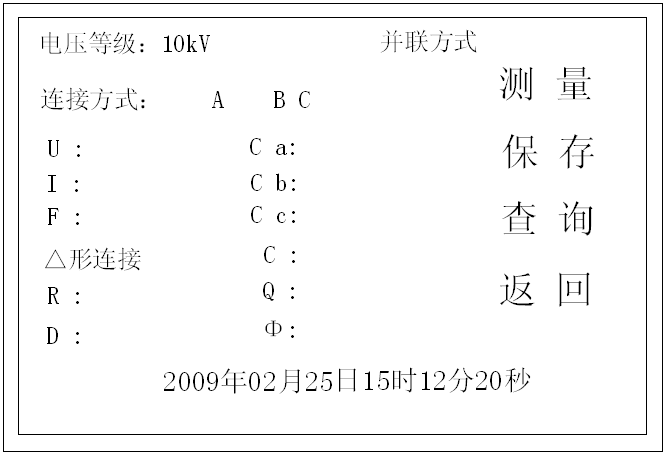 电压等级：10kV 并联方式
测 量
连接方式： A B C
U : C a:
保 存
I : C b:
F : C c:
查 询
△形连接 C :
R : Q :
返 回
D : Φ:
2009年02月25日15时12分20秒